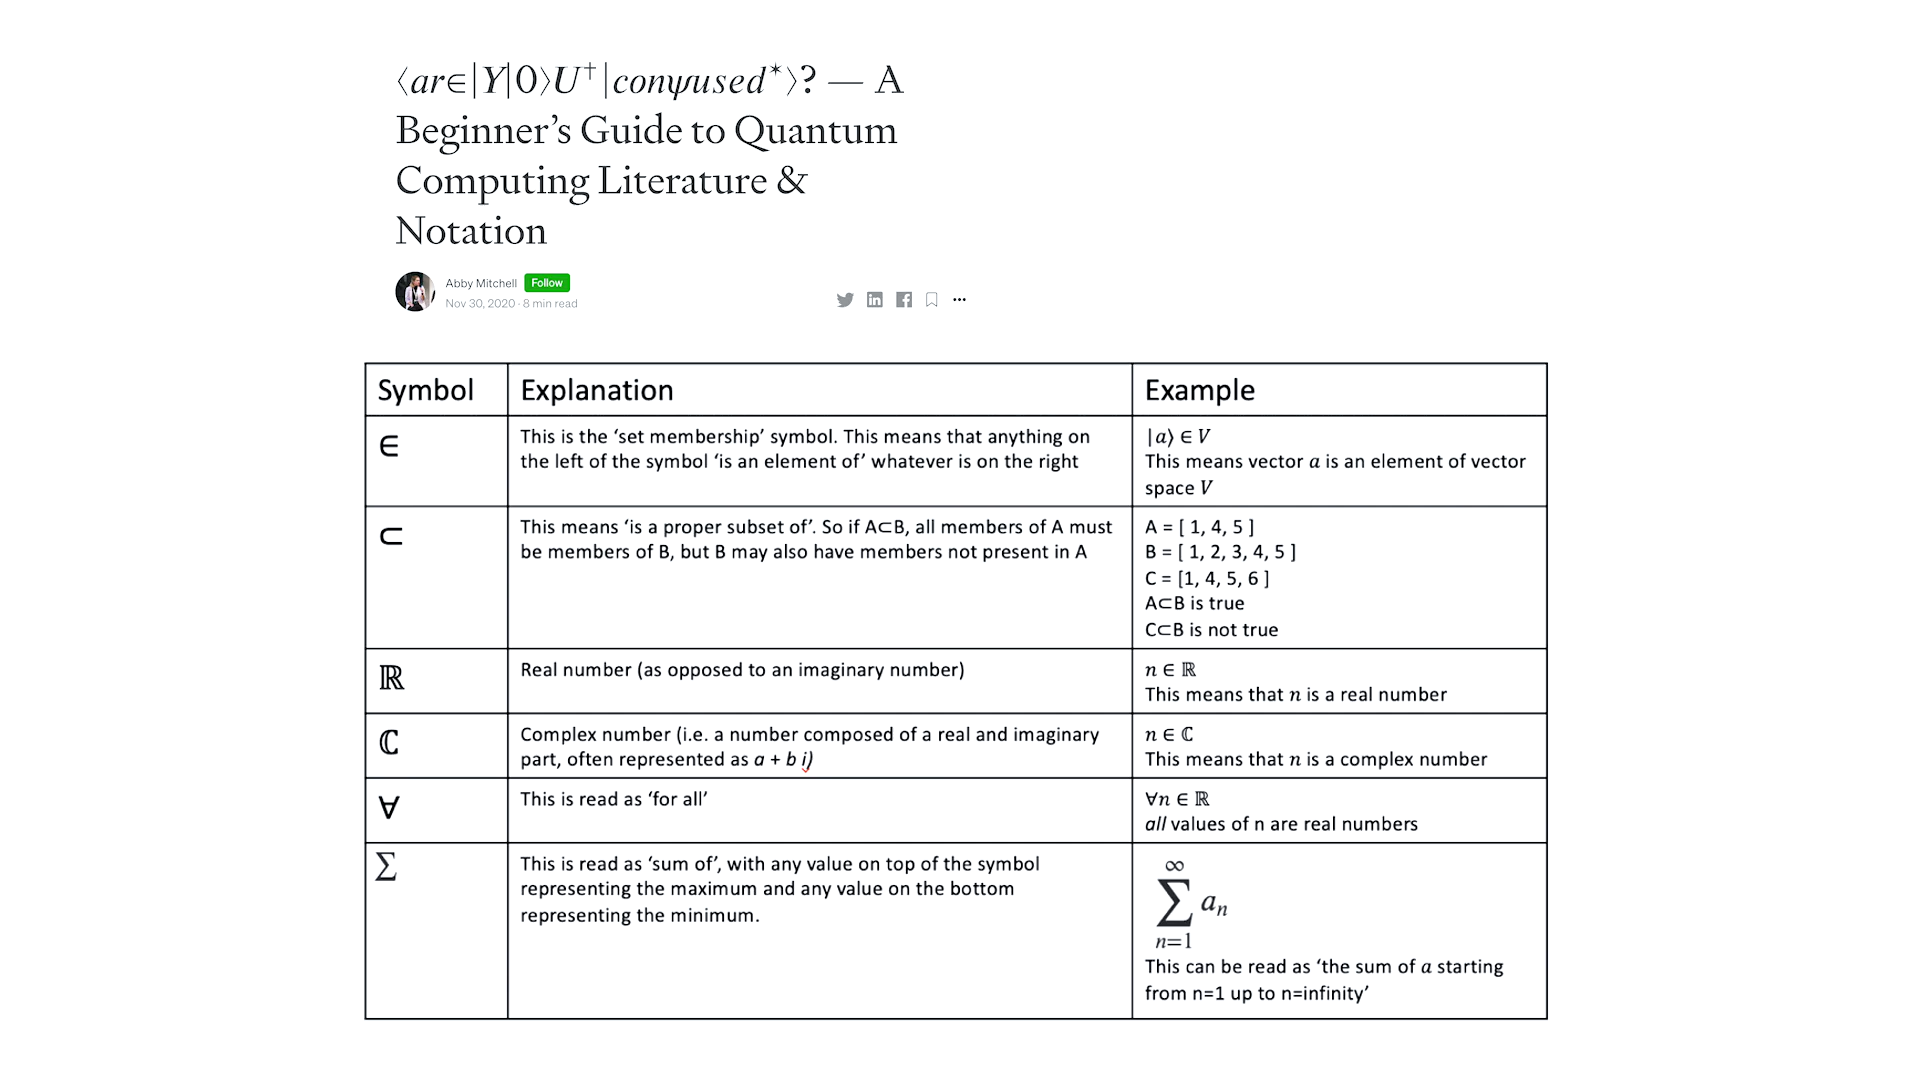 ⟨ar∈|Y|0⟩U†|conψused*⟩? — A
Beginner’s Guide to Quantum
Computing Literature &
Notation
Abby Mitchell Follow
Nov 30, 2020 · 8 min read
Symbol Explanation Example
∈
This is the ‘set membership’ symbol. This means that anything on
the left of the symbol ‘is an element of’ whatever is on the right
|a⟩ ∈ V
This means vector a is an element of vector
space V
⊂
This means ‘is a proper subset of’. So if A⊂B, all members of A must
be members of B, but B may also have members not present in A
A = [ 1, 4, 5 ]
B = [ 1, 2, 3, 4, 5 ]
C = [1, 4, 5, 6 ]
A⊂B is true
C⊂B is not true
ℝ
Real number (as opposed to an imaginary number)
n ∈ ℝ
This means that n is a real number
ℂ
Complex number (i.e. a number composed of a real and imaginary
part, often represented as a + b i)
n ∈ ℂ
This means that n is a complex number
∀
This is read as ‘for all’
∀n ∈ ℝ
all values of n are real numbers
∑
This is read as ‘sum of’, with any value on top of the symbol
representing the maximum and any value on the bottom
representing the minimum.
∞
∑ aₙ
n=1
This can be read as ‘the sum of a starting
from n=1 up to n=infinity’